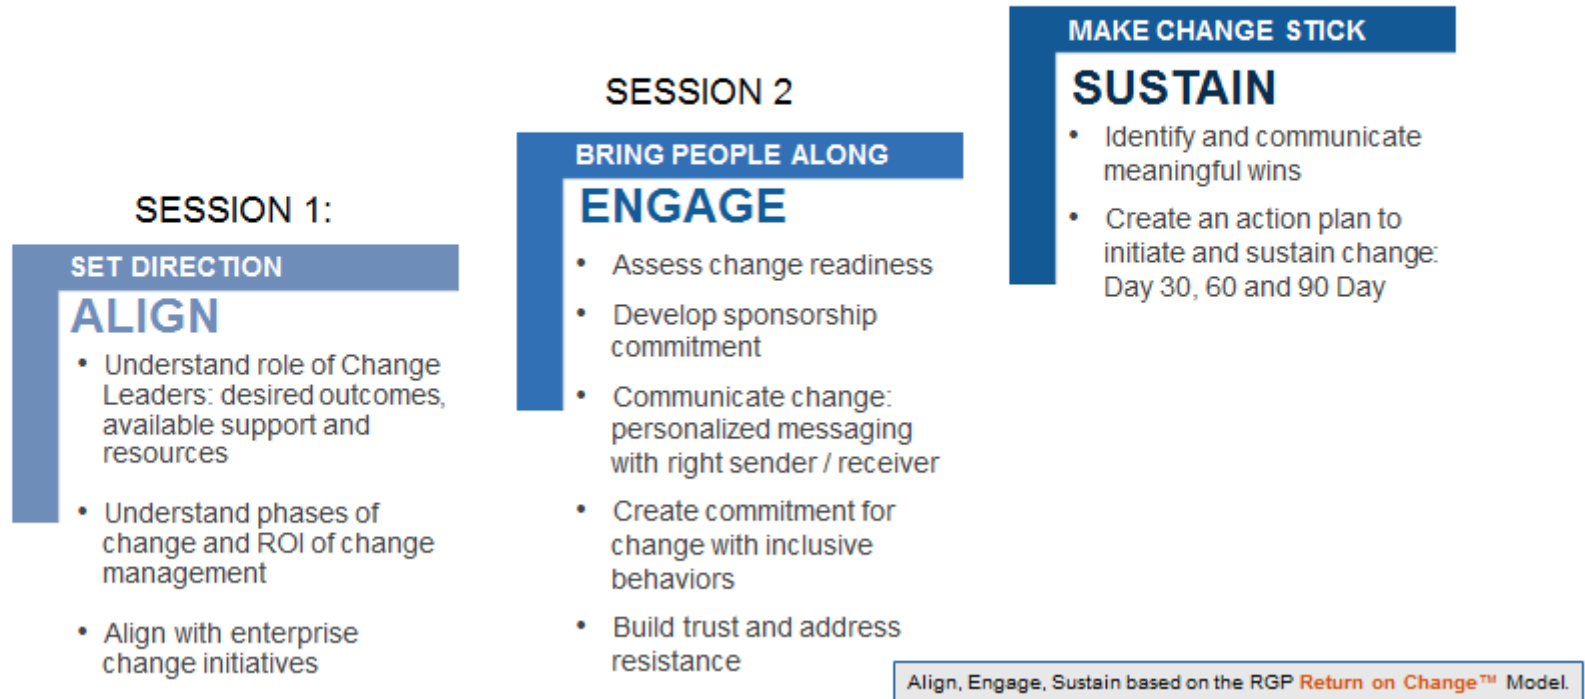 SESSION 1:
SET DIRECTION
ALIGN
• Understand role of Change
Leaders: desired outcomes,
available support and
resources
• Understand phases of
change and ROI of change
management
• Align with enterprise
change initiatives
SESSION 2
BRING PEOPLE ALONG
ENGAGE
• Assess change readiness
• Develop sponsorship
commitment
• Communicate change:
personalized messaging
with right sender / receiver
• Create commitment for
change with inclusive
behaviors
• Build trust and address
resistance
MAKE CHANGE STICK
SUSTAIN
• Identify and communicate
meaningful wins
• Create an action plan to
initiate and sustain change:
Day 30, 60 and 90 Day
Align, Engage, Sustain based on the RGP Return on Change™ Model.